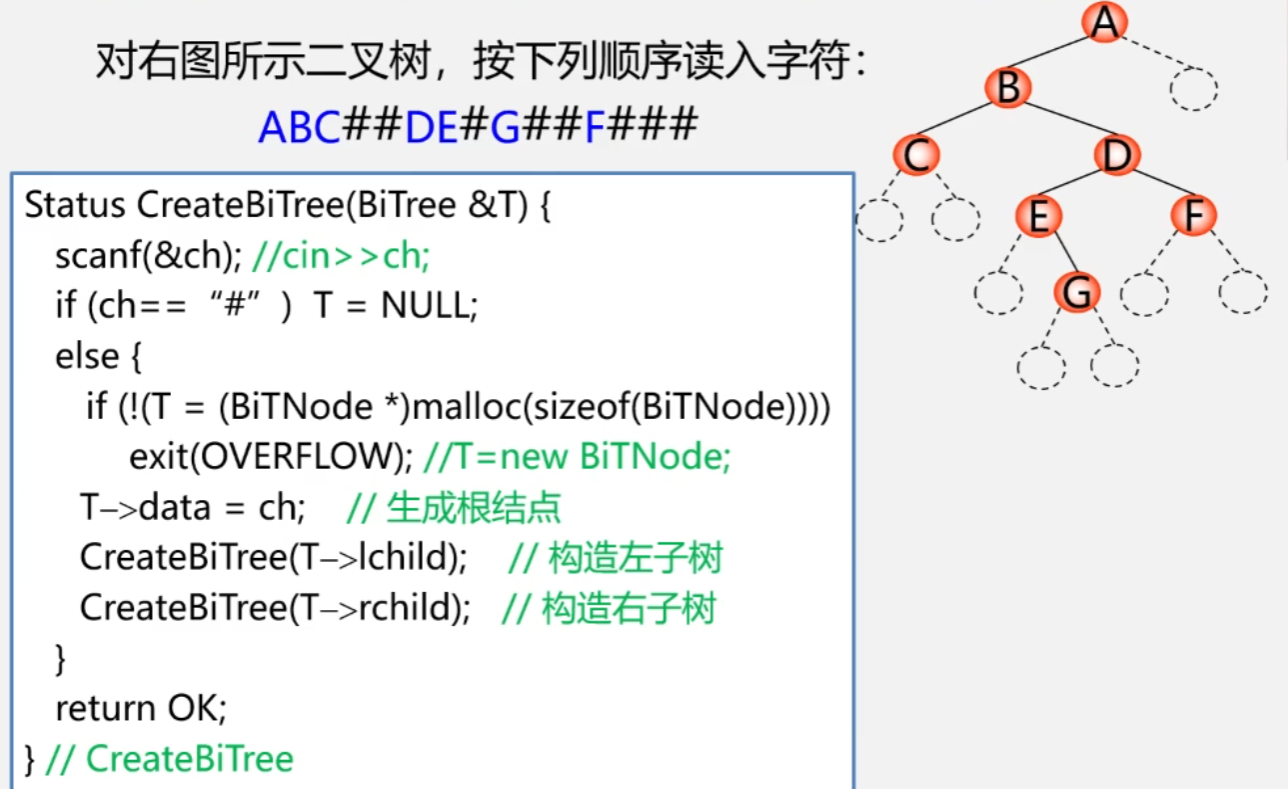 对右图所示二叉树，按下列顺序读入字符：
ABC##DE#G##F###
Status CreateBiTree(BiTree &T) {
scanf(&ch); //cin>>ch;
if (ch== “#” ) T = NULL;
else {
if (!(T = (BiTNode *)malloc(sizeof(BiTNode))))
exit(OVERFLOW); //T=new BiTNode;
T–>data = ch; // 生成根结点
CreateBiTree(T–>lchild); // 构造左子树
CreateBiTree(T–>rchild); // 构造右子树
}
return OK;
} // CreateBiTree
A
B
C
D
E
F
G